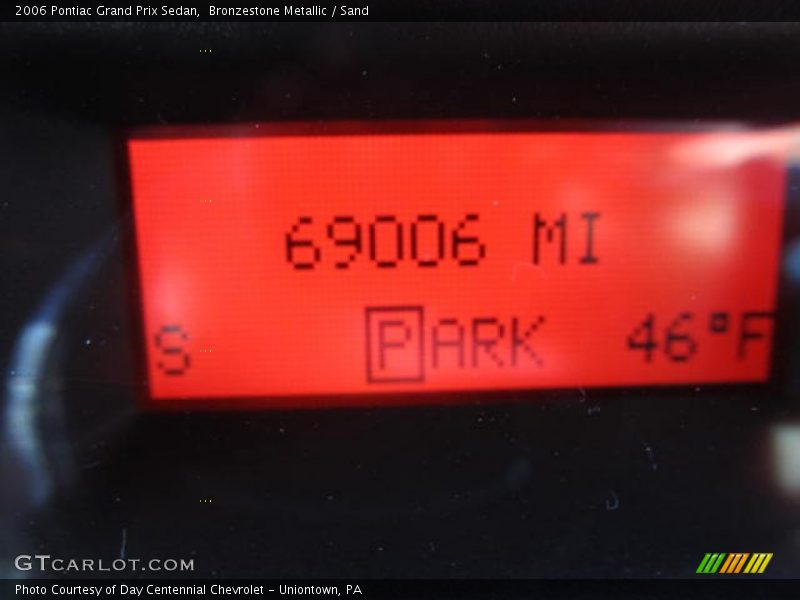 2006 Pontiac Grand Prix Sedan,  Bronzestone Metallic / Sand
69006 MI
S PARK 46°F
GTCARLOT.COM
Photo Courtesy of Day Centennial Chevrolet - Uniontown, PA